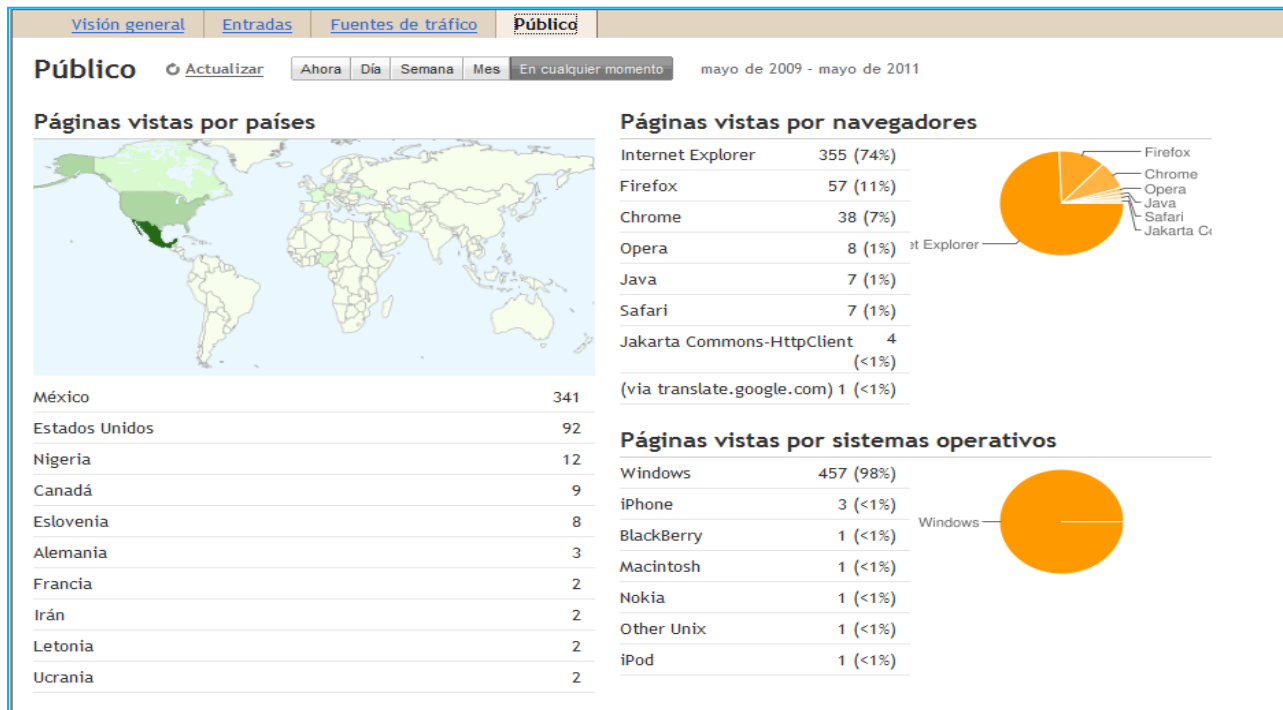 Visión general Entradas Fuentes de tráfico Público
Público Actualizar Ahora Día Semana Mes En cualquier momento mayo de 2009 - mayo de 2011
Páginas vistas por países
México 341
Estados Unidos 92
Nigeria 12
Canadá 9
Eslovenia 8
Alemania 3
Francia 2
Irán 2
Letonia 2
Ucrania 2
Páginas vistas por navegadores
Internet Explorer 355 (74%)
Firefox 57 (11%)
Chrome 38 (7%)
Opera 8 (1%)
Java 7 (1%)
Safari 7 (1%)
Jakarta Commons-HttpClient 4
(<1%)
(via translate.google.com) 1 (<1%)
Firefox
Chrome
Opera
Java
Safari
Jakarta Co
et Explorer
Páginas vistas por sistemas operativos
Windows 457 (98%)
iPhone 3 (<1%)
BlackBerry 1 (<1%)
Macintosh 1 (<1%)
Nokia 1 (<1%)
Other Unix 1 (<1%)
iPod 1 (<1%)
Windows